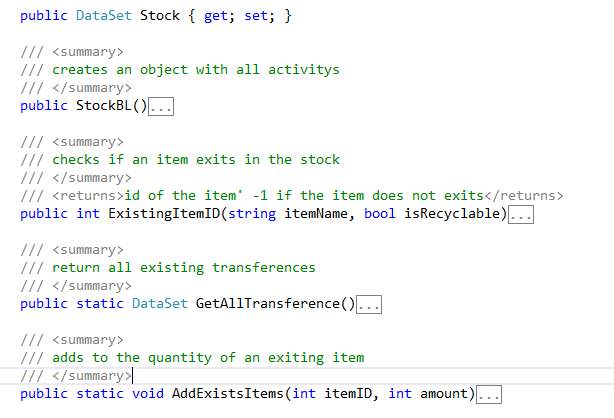 public DataSet Stock { get; set; }
/// <summary>
/// creates an object with all activitys
/// </summary>
public StockBL()...
/// <summary>
/// checks if an item exits in the stock
/// </summary>
/// <returns>id of the item' -1 if the item does not exits</returns>
public int ExistingItemID(string itemName, bool isRecyclable)...
/// <summary>
/// return all existing transferences
/// </summary>
public static DataSet GetAllTransference()...
/// <summary>
/// adds to the quantity of an exiting item
/// </summary>
public static void AddExistsItems(int itemID, int amount)...